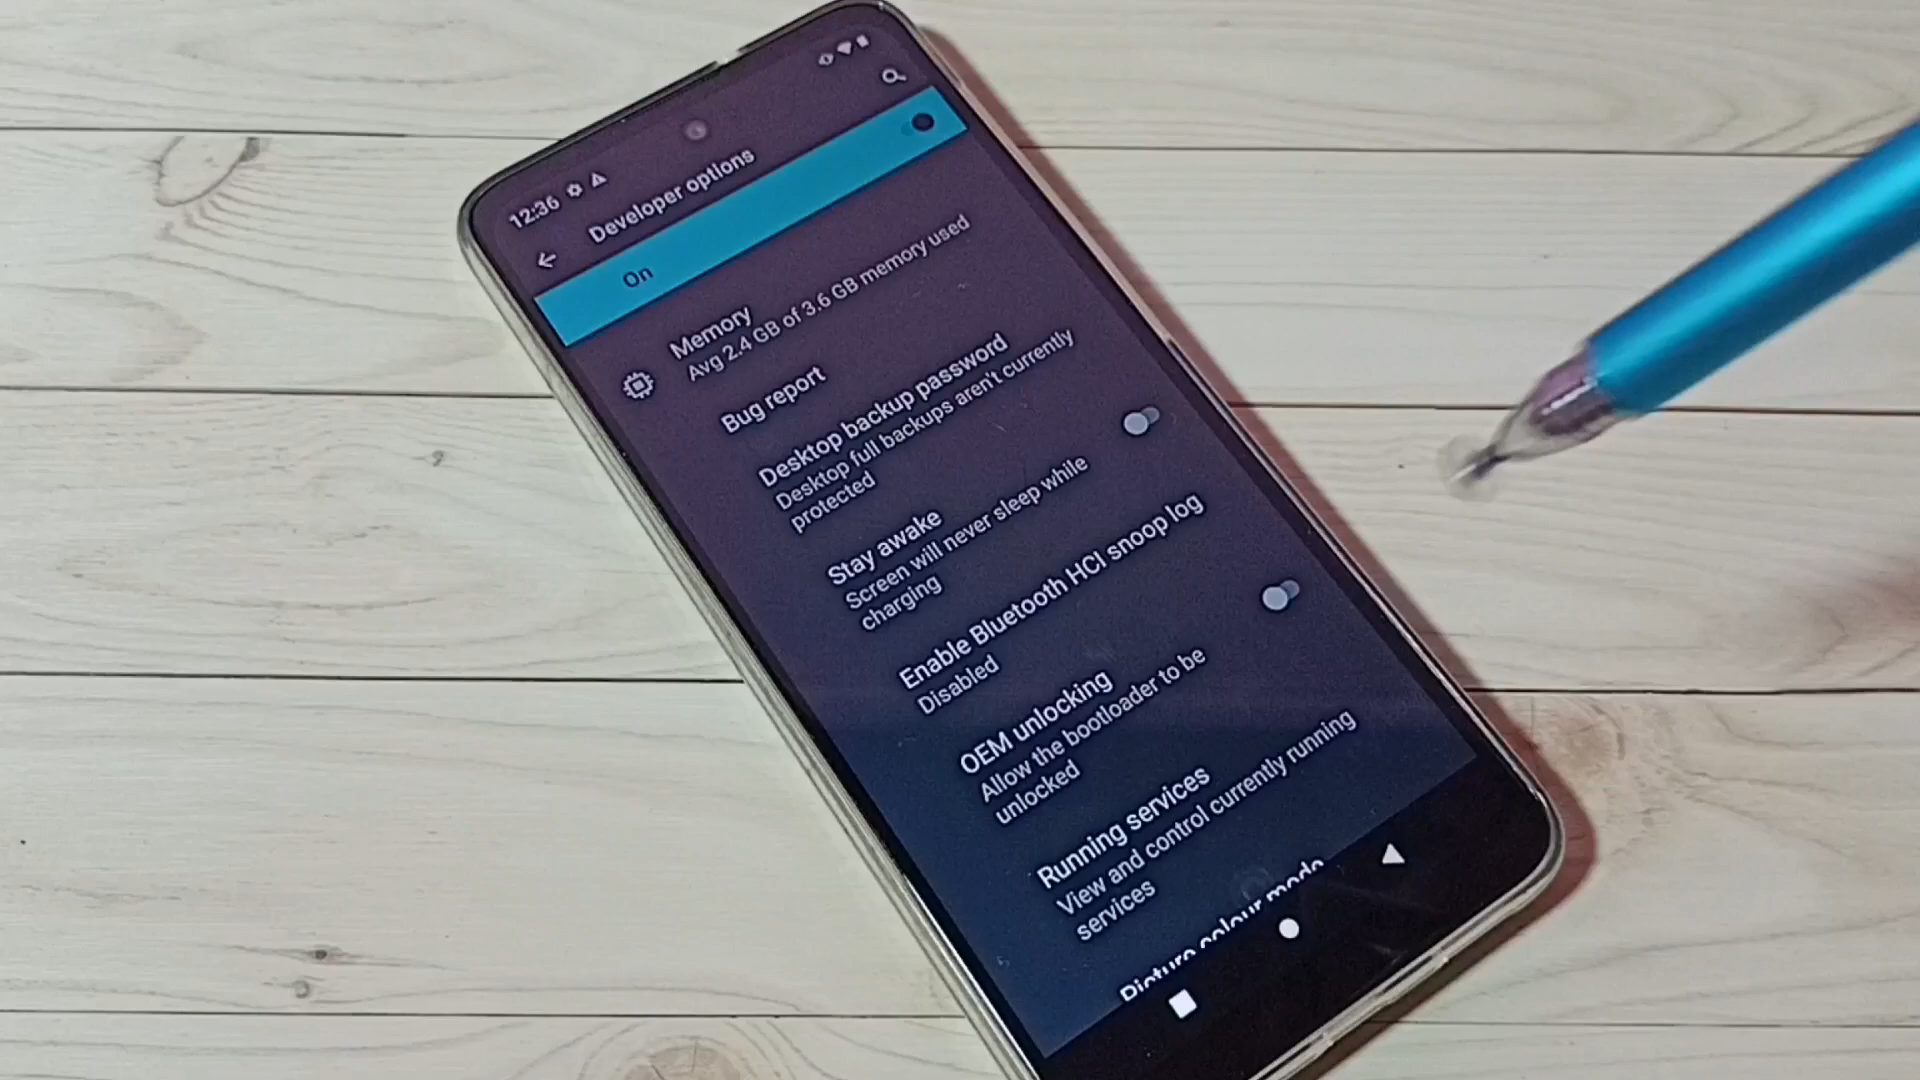 12:36
Developer options
On
Memory
Avg 2.4 GB of 3.6 GB memory used
Bug report
Desktop backup password
Desktop full backups aren't currently
protected
Stay awake
Screen will never sleep while
charging
Enable Bluetooth HCI snoop log
Disabled
OEM unlocking
Allow the bootloader to be
unlocked
Running services
View and control currently running
services
Picture colour mode